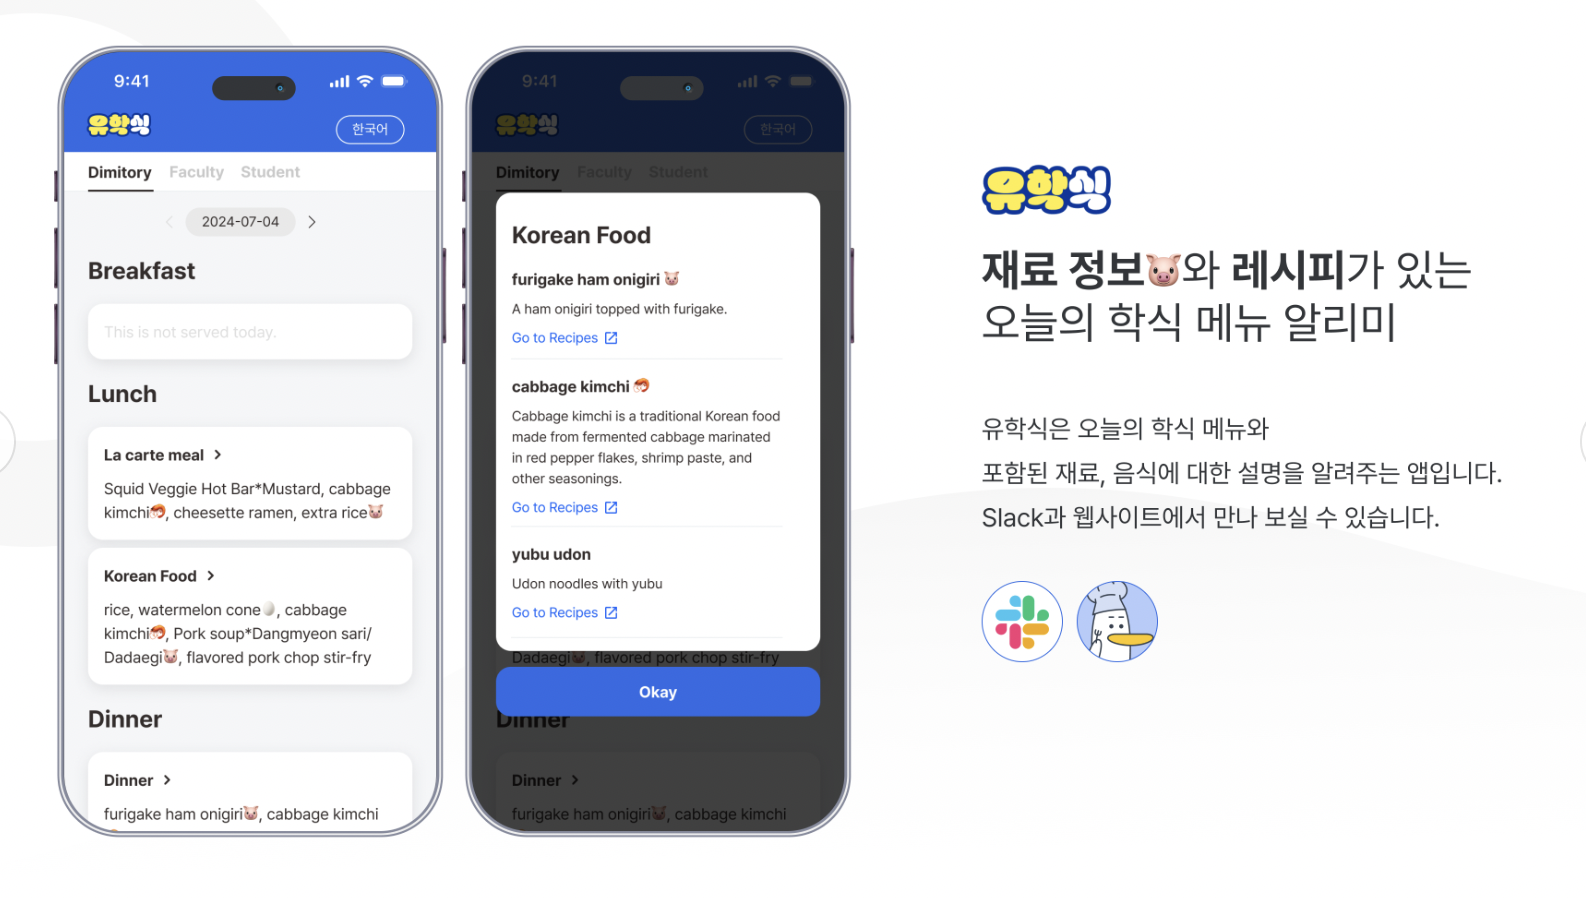 9:41
유학식
한국어
Dimitory Faculty Student
2024-07-04
Breakfast
This is not served today.
Lunch
La carte meal
Squid Veggie Hot Bar*Mustard, cabbage
kimchi🦐, cheesette ramen, extra rice🐷
Korean Food
rice, watermelon cone🥚, cabbage
kimchi🦐, Pork soup*Dangmyeon sari/
Dadaegi🐷, flavored pork chop stir-fry
Dinner
Dinner
furigake ham onigiri🐷, cabbage kimchi
9:41
유학식
한국어
Dimitory Faculty Student
Korean Food
furigake ham onigiri 🐷
A ham onigiri topped with furigake.
Go to Recipes
cabbage kimchi 🦐
Cabbage kimchi is a traditional Korean food
made from fermented cabbage marinated
in red pepper flakes, shrimp paste, and
other seasonings.
Go to Recipes
yubu udon
Udon noodles with yubu
Go to Recipes
Dadaegi🐷, flavored pork chop stir-fry
Okay
Dinner
Dinner
furigake ham onigiri🐷, cabbage kimchi
유학식
재료 정보🐷와 레시피가 있는
오늘의 학식 메뉴 알리미
유학식은 오늘의 학식 메뉴와
포함된 재료, 음식에 대한 설명을 알려주는 앱입니다.
Slack과 웹사이트에서 만나 보실 수 있습니다.